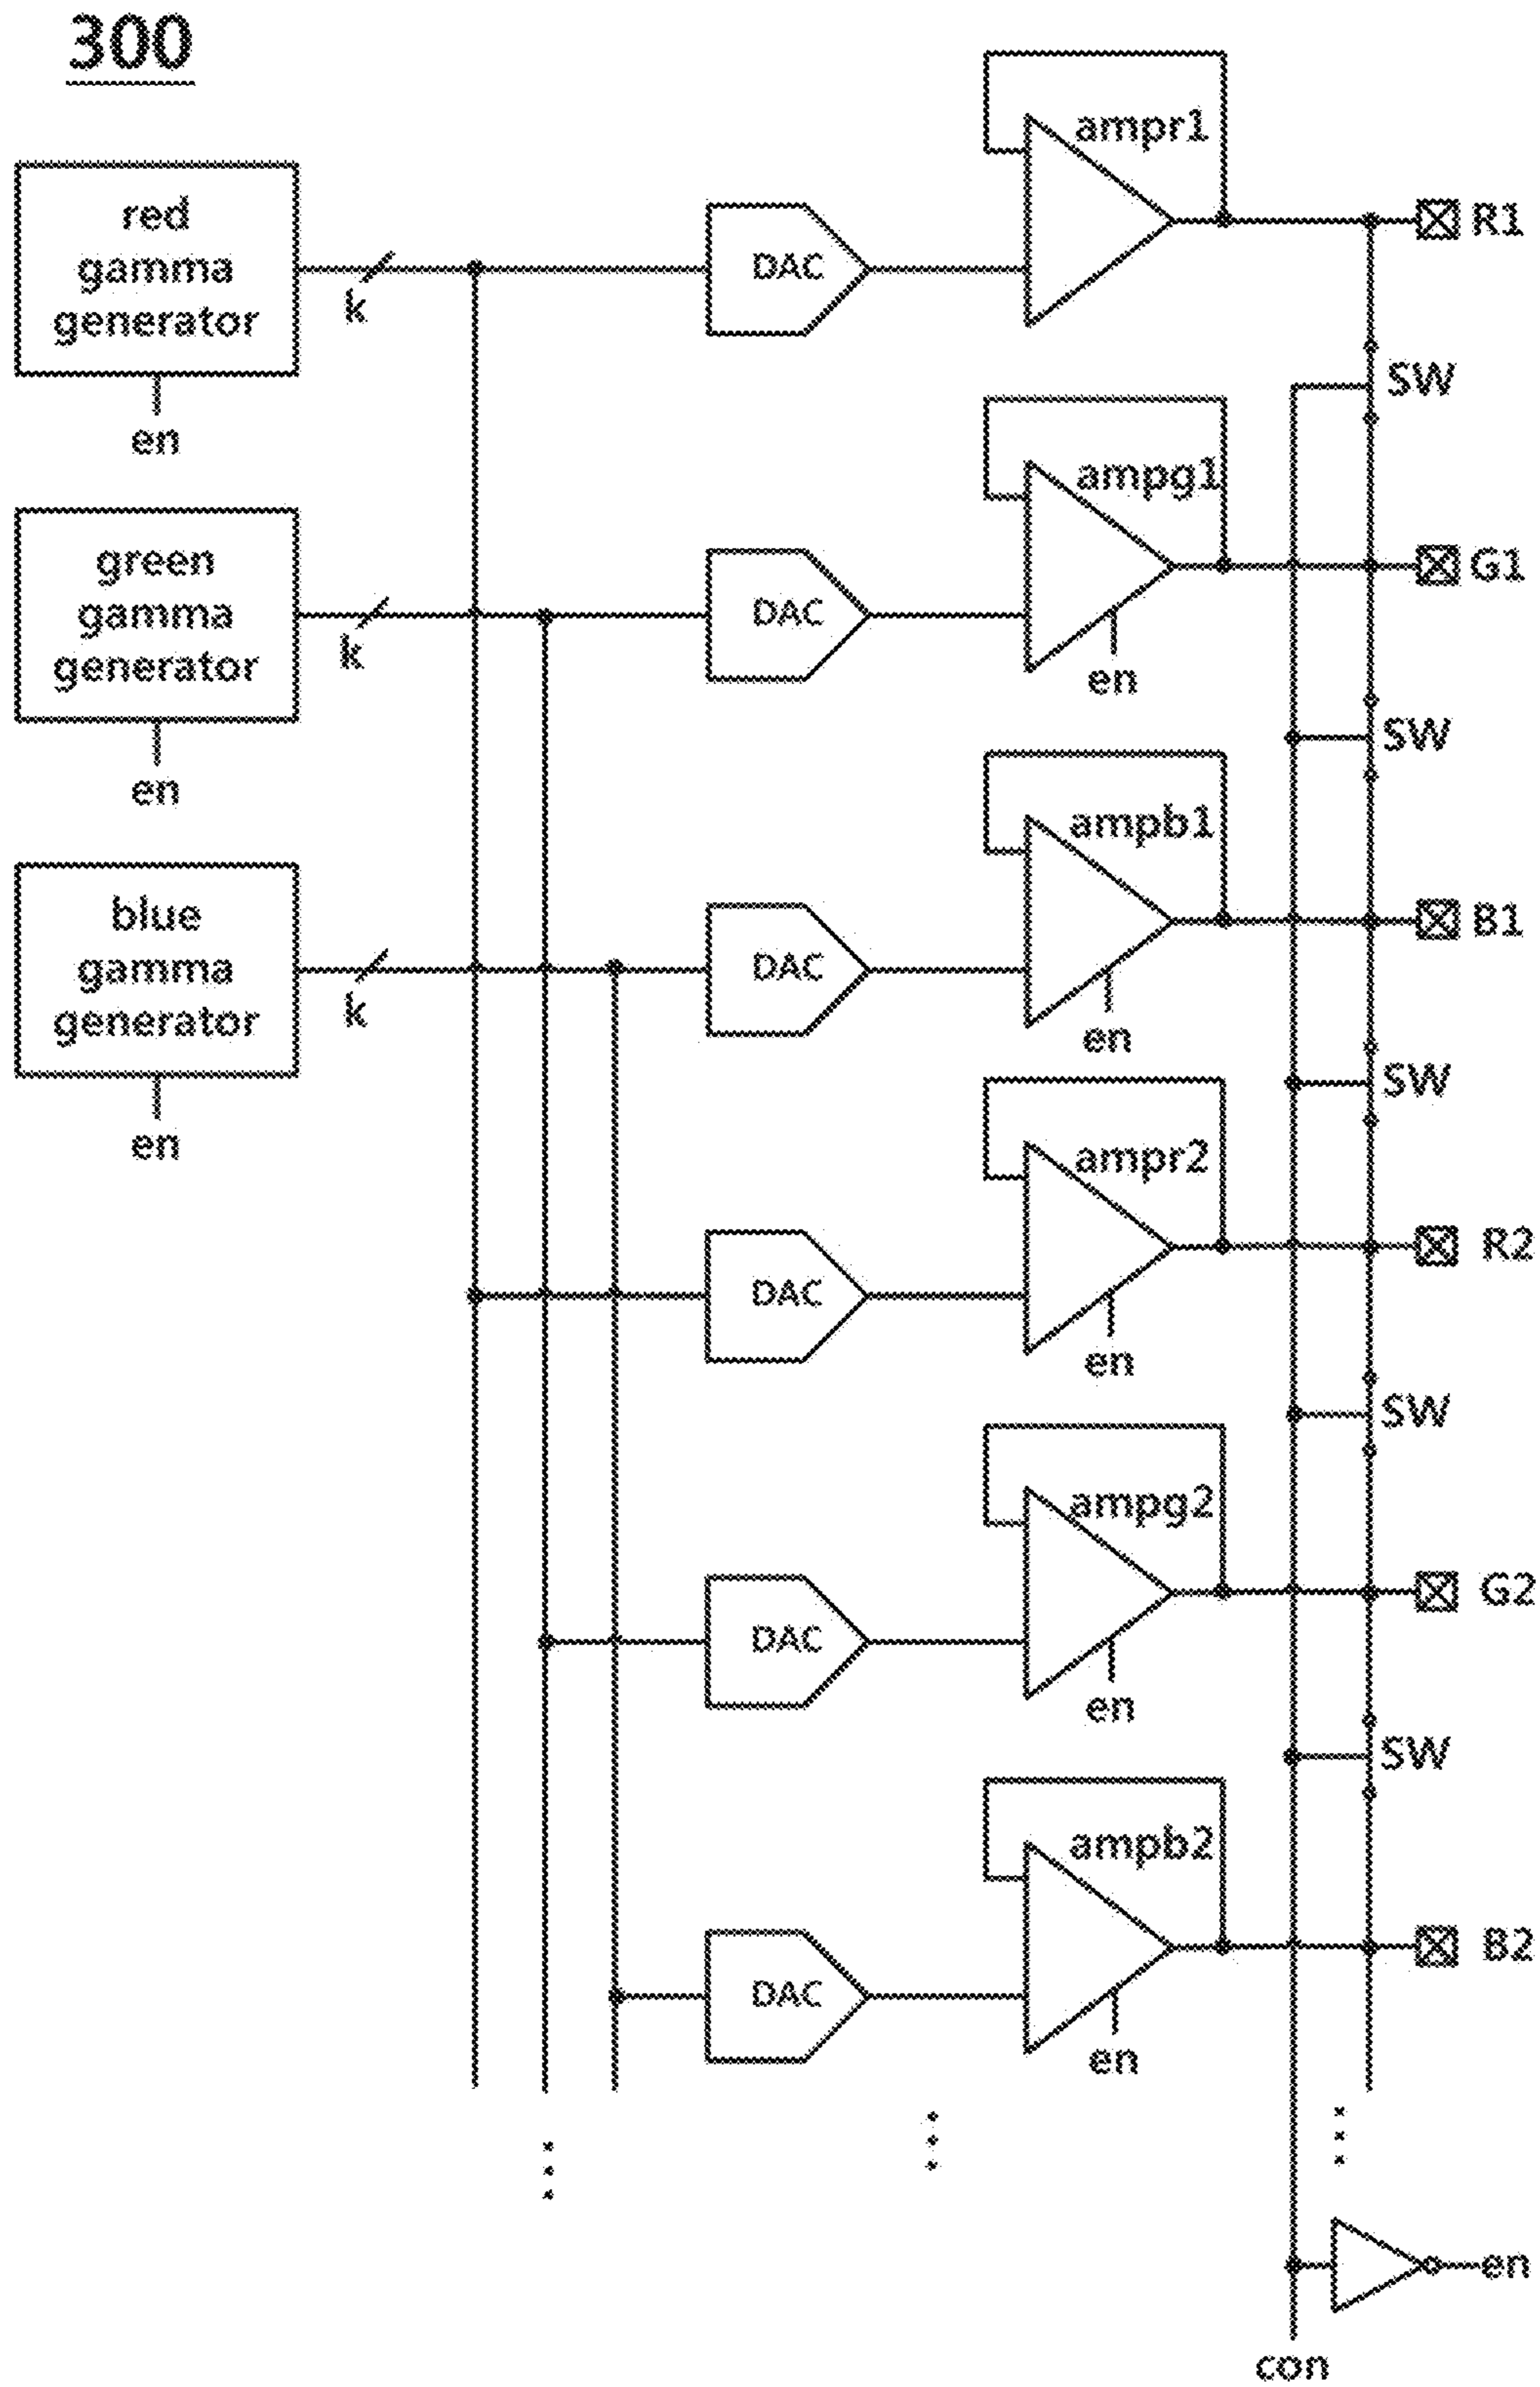 300
ampr1
red
gamma
generator
k
DAC
R1
en
SW
ampg1
green
gamma
generator
k
DAC
G1
en
en
SW
ampb1
blue
gamma
generator
k
DAC
B1
en
en
SW
ampr2
DAC
R2
en
SW
ampg2
DAC
G2
en
SW
ampb2
DAC
B2
en
en
con